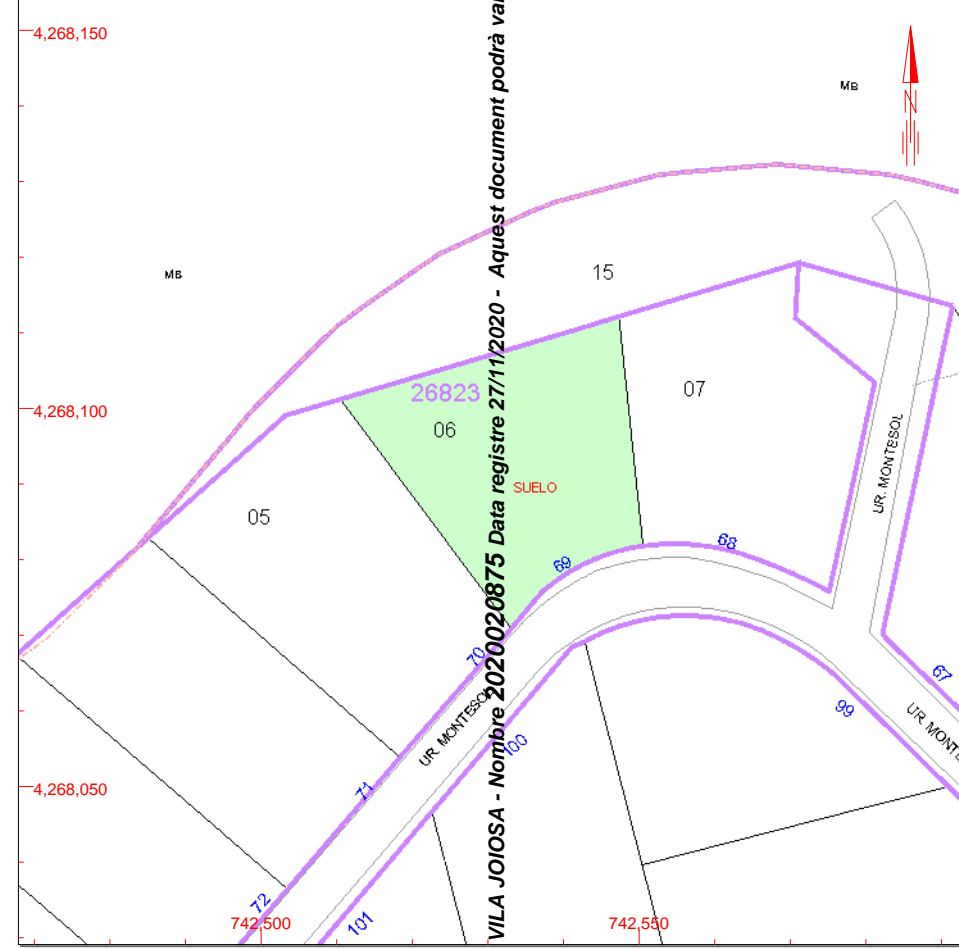 4,268,150
VILA JOIOSA - Nombre 2020020875 Data registre 27/11/2020 - Aquest document podrà va
MB
N
MB
15
26823
07
4,268,100
06
UR. MONTESOL
SUELO
05
69
68
70
67
UR. MONTESOL
99
UR. MONTE
100
71
4,268,050
72
101
742,500
742,550